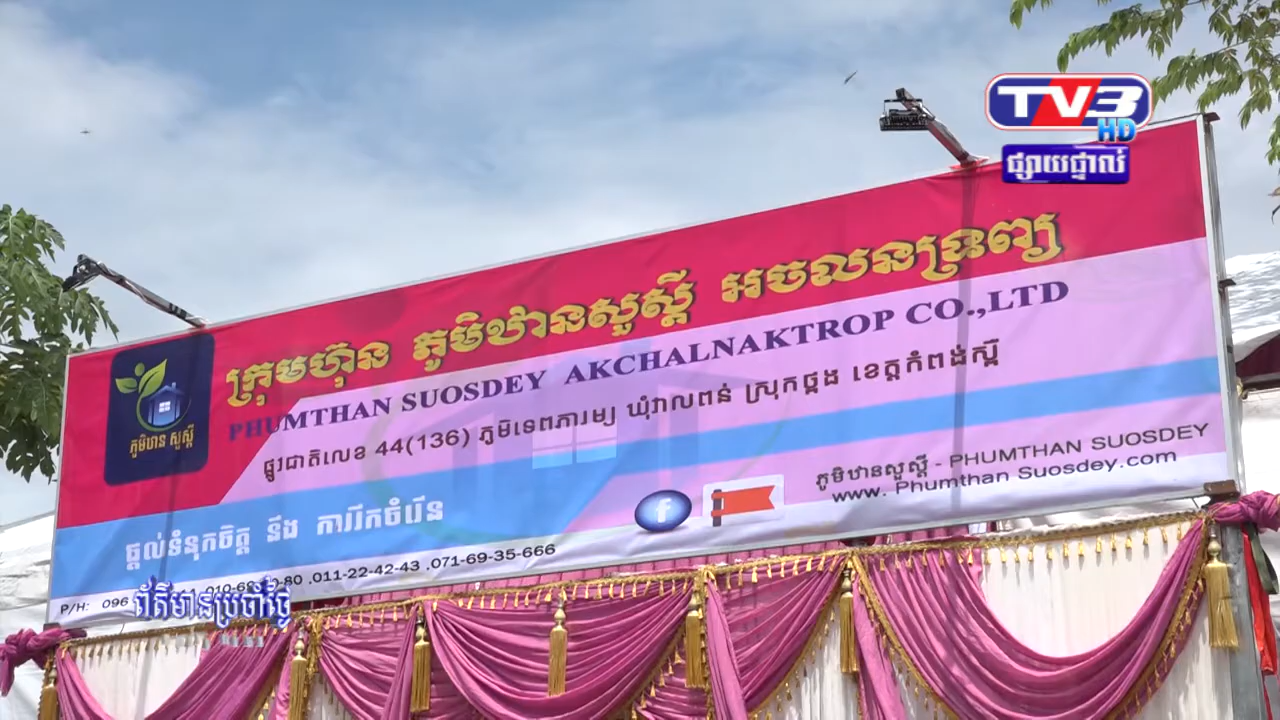 TV3
HD
ផ្សាយផ្ទាល់
ក្រុមហ៊ុន ភូមិឋានសួស្តី អចលនទ្រព្យ
PHUMTHAN SUOSDEY AKCHALNAKTROP CO.,LTD
ផ្លូវជាតិលេខ 44(136) ភូមិទេពភារម្យ ឃុំវាលពន់ ស្រុកថ្ពង ខេត្តកំពង់ស្ពឺ
ភូមិឋាន សួស្តី
ភូមិឋានសួស្តី - PHUMTHAN SUOSDEY
www. Phumthan Suosdey.com
f
ផ្តល់ទំនុកចិត្ត នឹង ការរីកចំរើន
P/H: 096 .011-22-42-43 .071-69-35-666
ព័ត៌មានប្រចាំថ្ងៃ